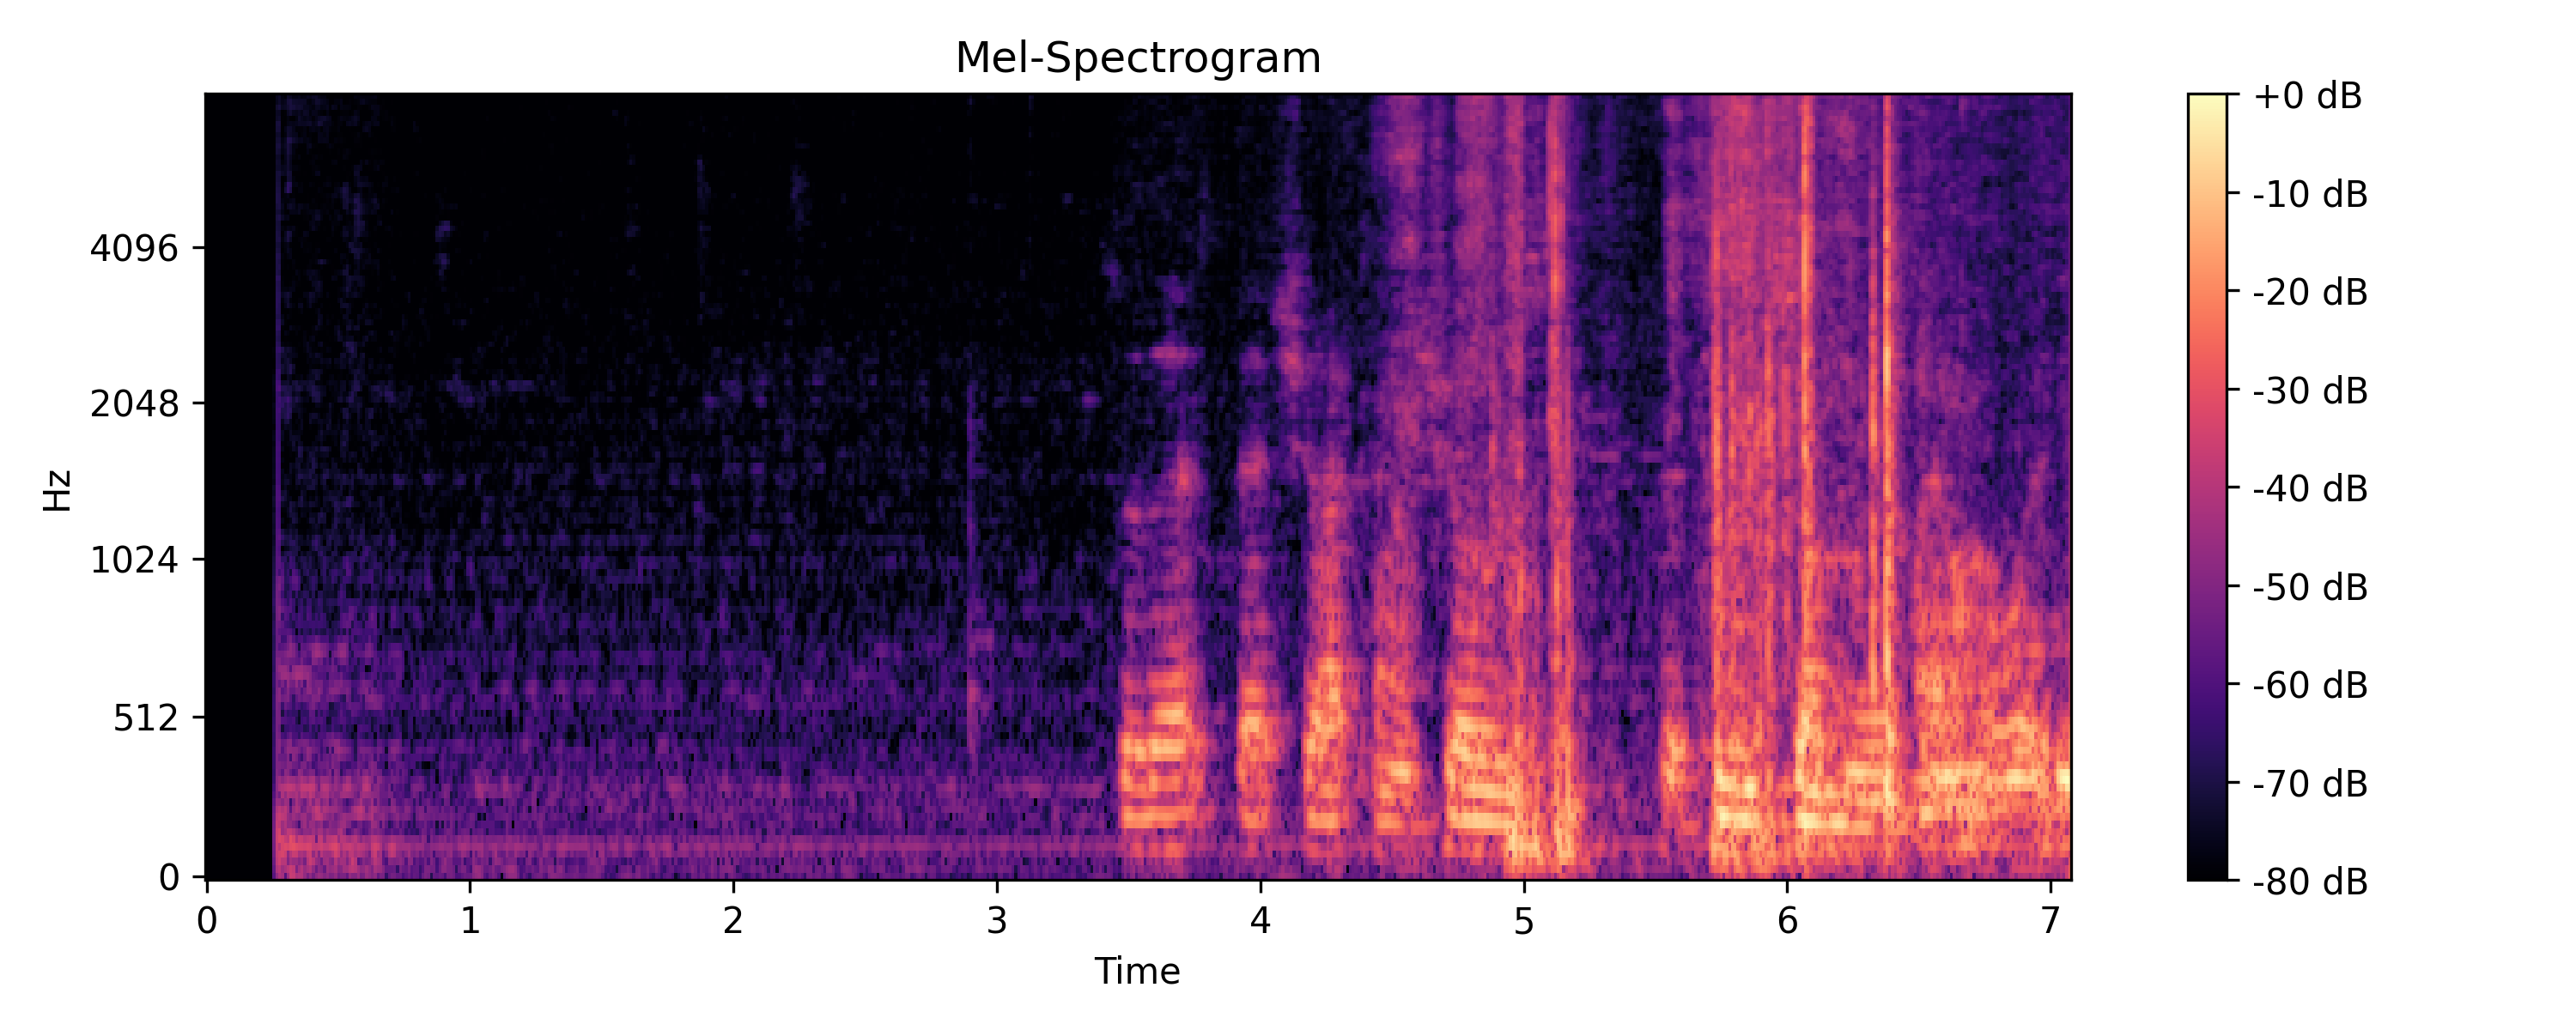 Mel-Spectrogram
Hz
4096
2048
1024
512
0
0 1 2 3 4 5 6 7
Time
+0 dB
-10 dB
-20 dB
-30 dB
-40 dB
-50 dB
-60 dB
-70 dB
-80 dB